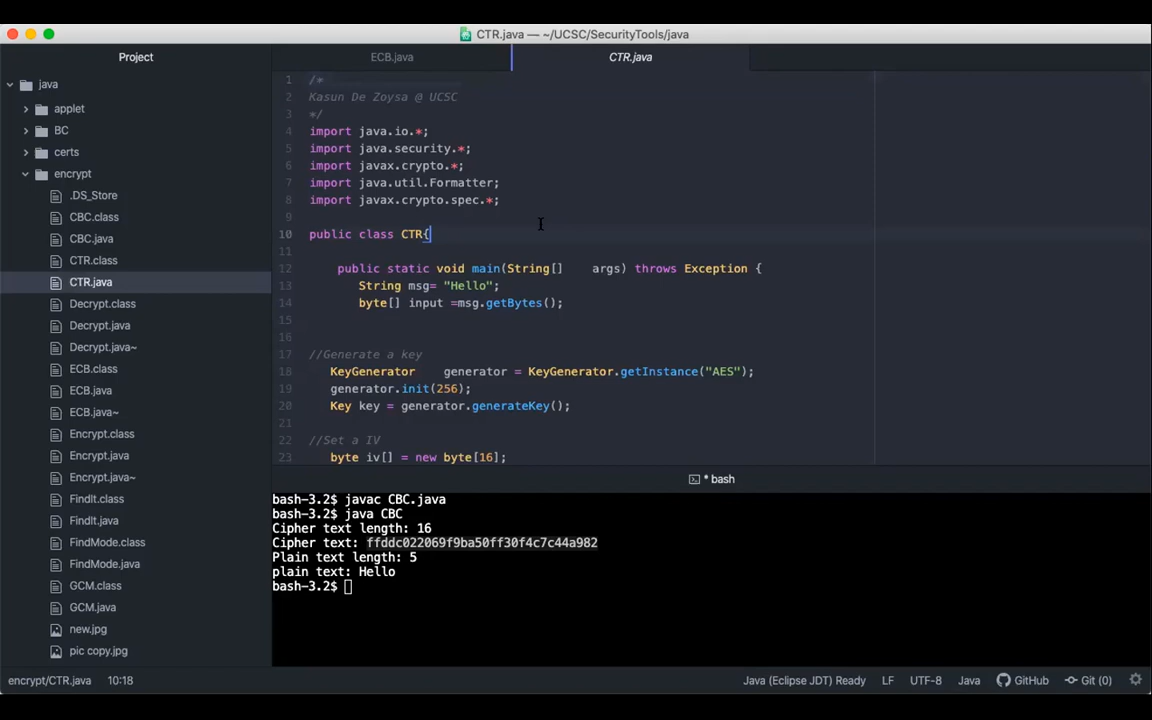 CTR.java — ~/UCSC/SecurityTools/java
Project
ECB.java
CTR.java
java
applet
BC
certs
encrypt
.DS_Store
CBC.class
CBC.java
CTR.class
CTR.java
Decrypt.class
Decrypt.java
Decrypt.java~
ECB.class
ECB.java
ECB.java~
Encrypt.class
Encrypt.java
Encrypt.java~
FindIt.class
FindIt.java
FindMode.class
FindMode.java
GCM.class
GCM.java
new.jpg
pic copy.jpg
1 /*
2 Kasun De Zoysa @ UCSC
3 */
4 import java.io.*;
5 import java.security.*;
6 import javax.crypto.*;
7 import java.util.Formatter;
8 import javax.crypto.spec.*;
9
10 public class CTR{
11
12 public static void main(String[] args) throws Exception {
13 String msg= "Hello";
14 byte[] input =msg.getBytes();
15
16
17 //Generate a key
18 KeyGenerator generator = KeyGenerator.getInstance("AES");
19 generator.init(256);
20 Key key = generator.generateKey();
21
22 //Set a IV
23 byte iv[] = new byte[16];
* bash
bash-3.2$ javac CBC.java
bash-3.2$ java CBC
Cipher text length: 16
Cipher text: ffddc022069f9ba50ff30f4c7c44a982
Plain text length: 5
plain text: Hello
bash-3.2$
encrypt/CTR.java 10:18 Java (Eclipse JDT) Ready LF UTF-8 Java GitHub Git (0)